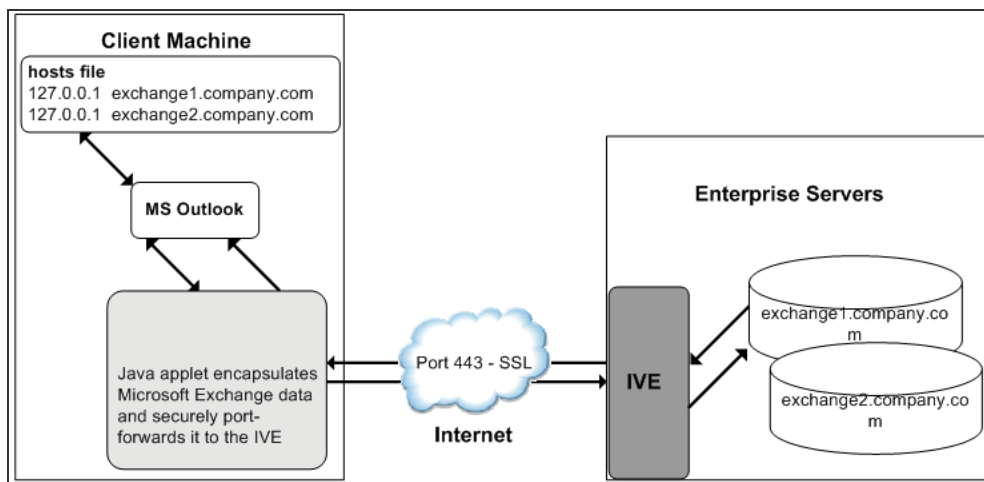 Client Machine
hosts file
127.0.0.1 exchange1.company.com
127.0.0.1 exchange2.company.com
MS Outlook
Java applet encapsulates
Microsoft Exchange data
and securely port-
forwards it to the IVE
Port 443 - SSL
Internet
Enterprise Servers
IVE
exchange1.company.co
m
exchange2.company.co
m